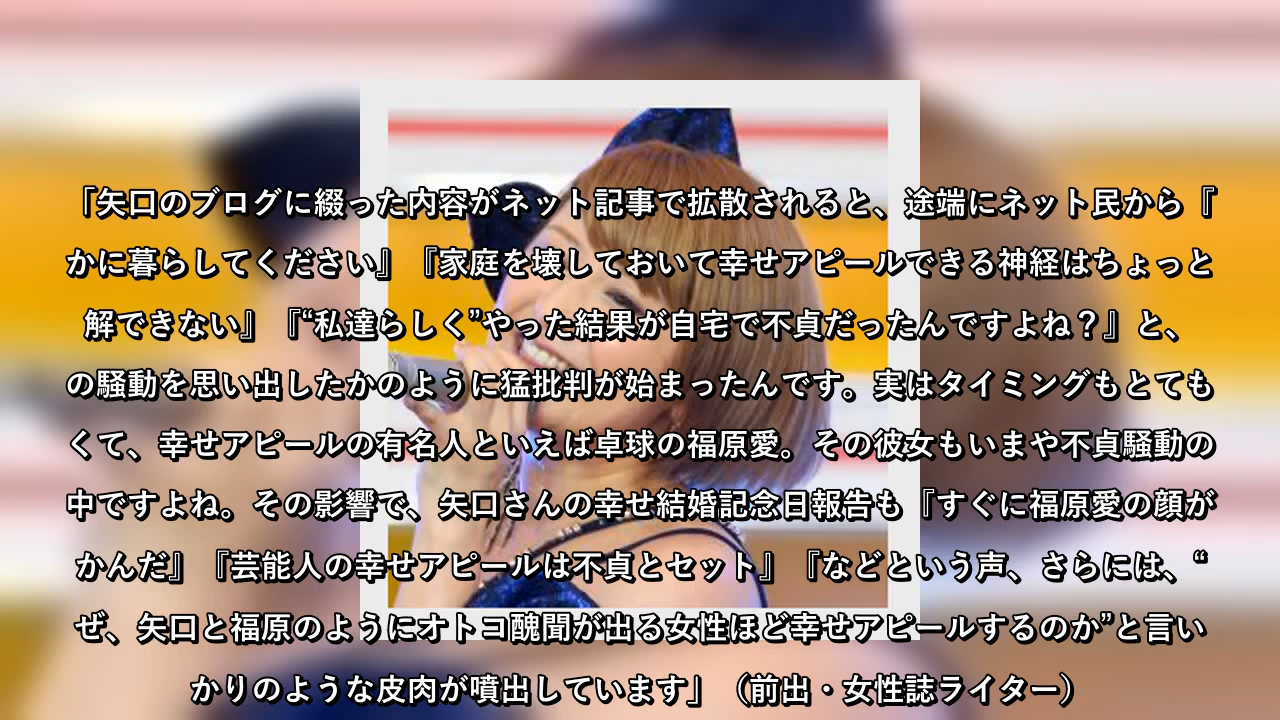 「矢口のブログに綴った内容がネット記事で拡散されると、途端にネット民から『
かに暮らしてください』『家庭を壊しておいて幸せアピールできる神経はちょっと
解できない』『“私達らしく”やった結果が自宅で不貞だったんですよね？』と、
の騒動を思い出したかのように猛批判が始まったんです。実はタイミングもとても
くて、幸せアピールの有名人といえば卓球の福原愛。その彼女もいまや不貞騒動の
中ですよね。その影響で、矢口さんの幸せ結婚記念日報告も『すぐに福原愛の顔が
かんだ』『芸能人の幸せアピールは不貞とセット』『などという声、さらには、“
ぜ、矢口と福原のようにオトコ醜聞が出る女性ほど幸せアピールするのか”と言い
かりのような皮肉が噴出しています」（前出・女性誌ライター）